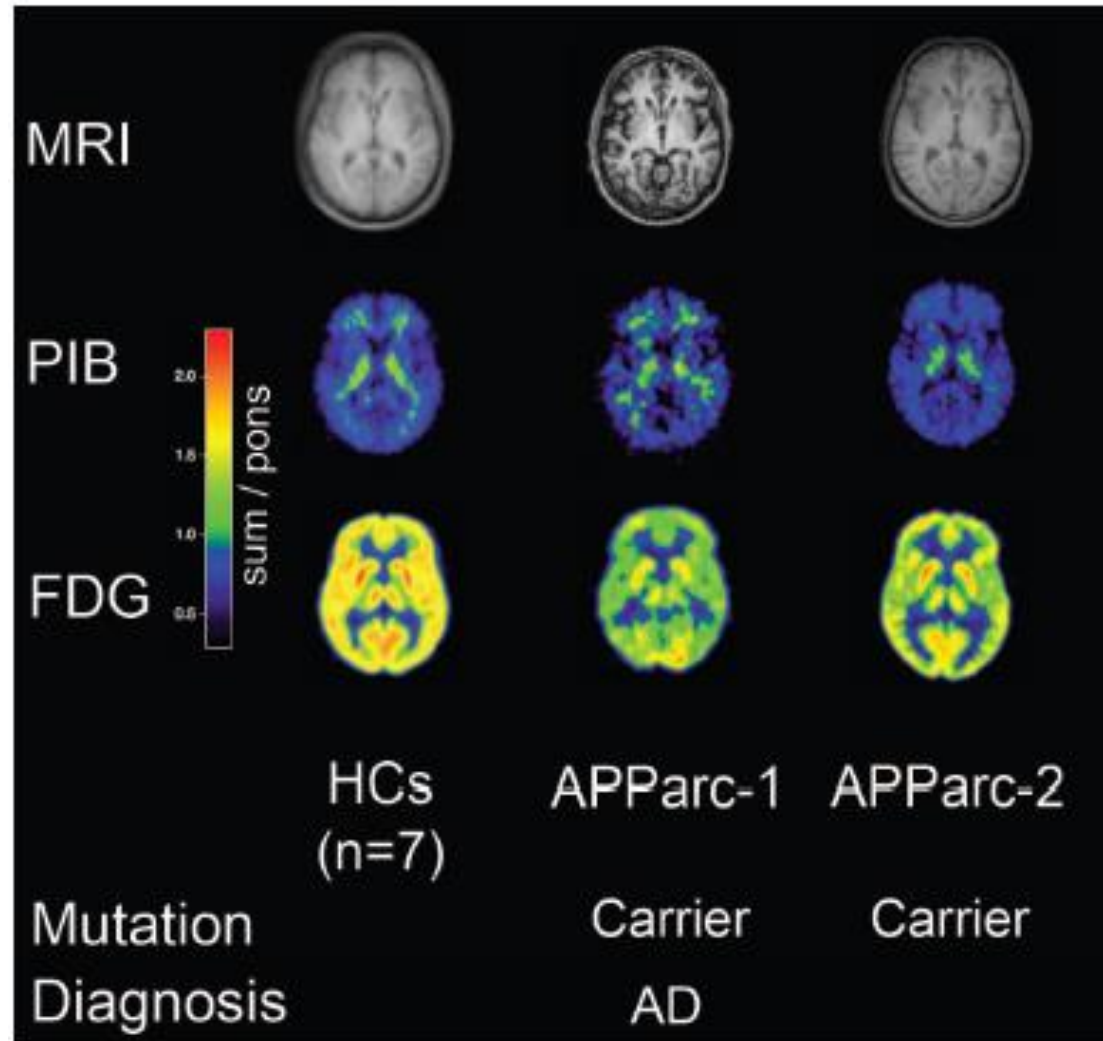 MRI
PIB
2.0
1.5
1.0
0.5
sum / pons
FDG
HCs
(n=7)
APParc-1
APParc-2
Mutation
Carrier
Carrier
Diagnosis
AD